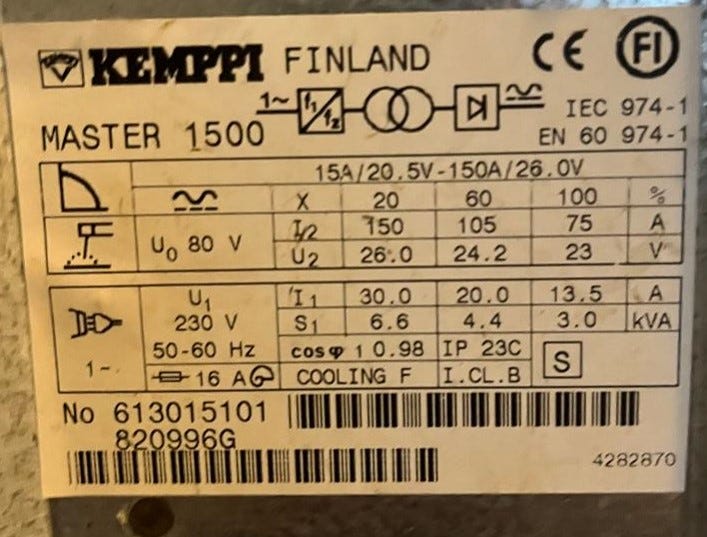 KEMPPI FINLAND CE FI
1~ f1/f2 IEC 974-1
MASTER 1500 EN 60 974-1
15A/20.5V-150A/26.0V
X 20 60 100 %
I2 150 105 75 A
U0 80 V U2 26.0 24.2 23 V
U1 I1 30.0 20.0 13.5 A
230 V S1 6.6 4.4 3.0 kVA
50-60 Hz cosφ 1 0.98 IP 23C S
1~ 16 A COOLING F I.CL.B
No 613015101
820996G
4282870